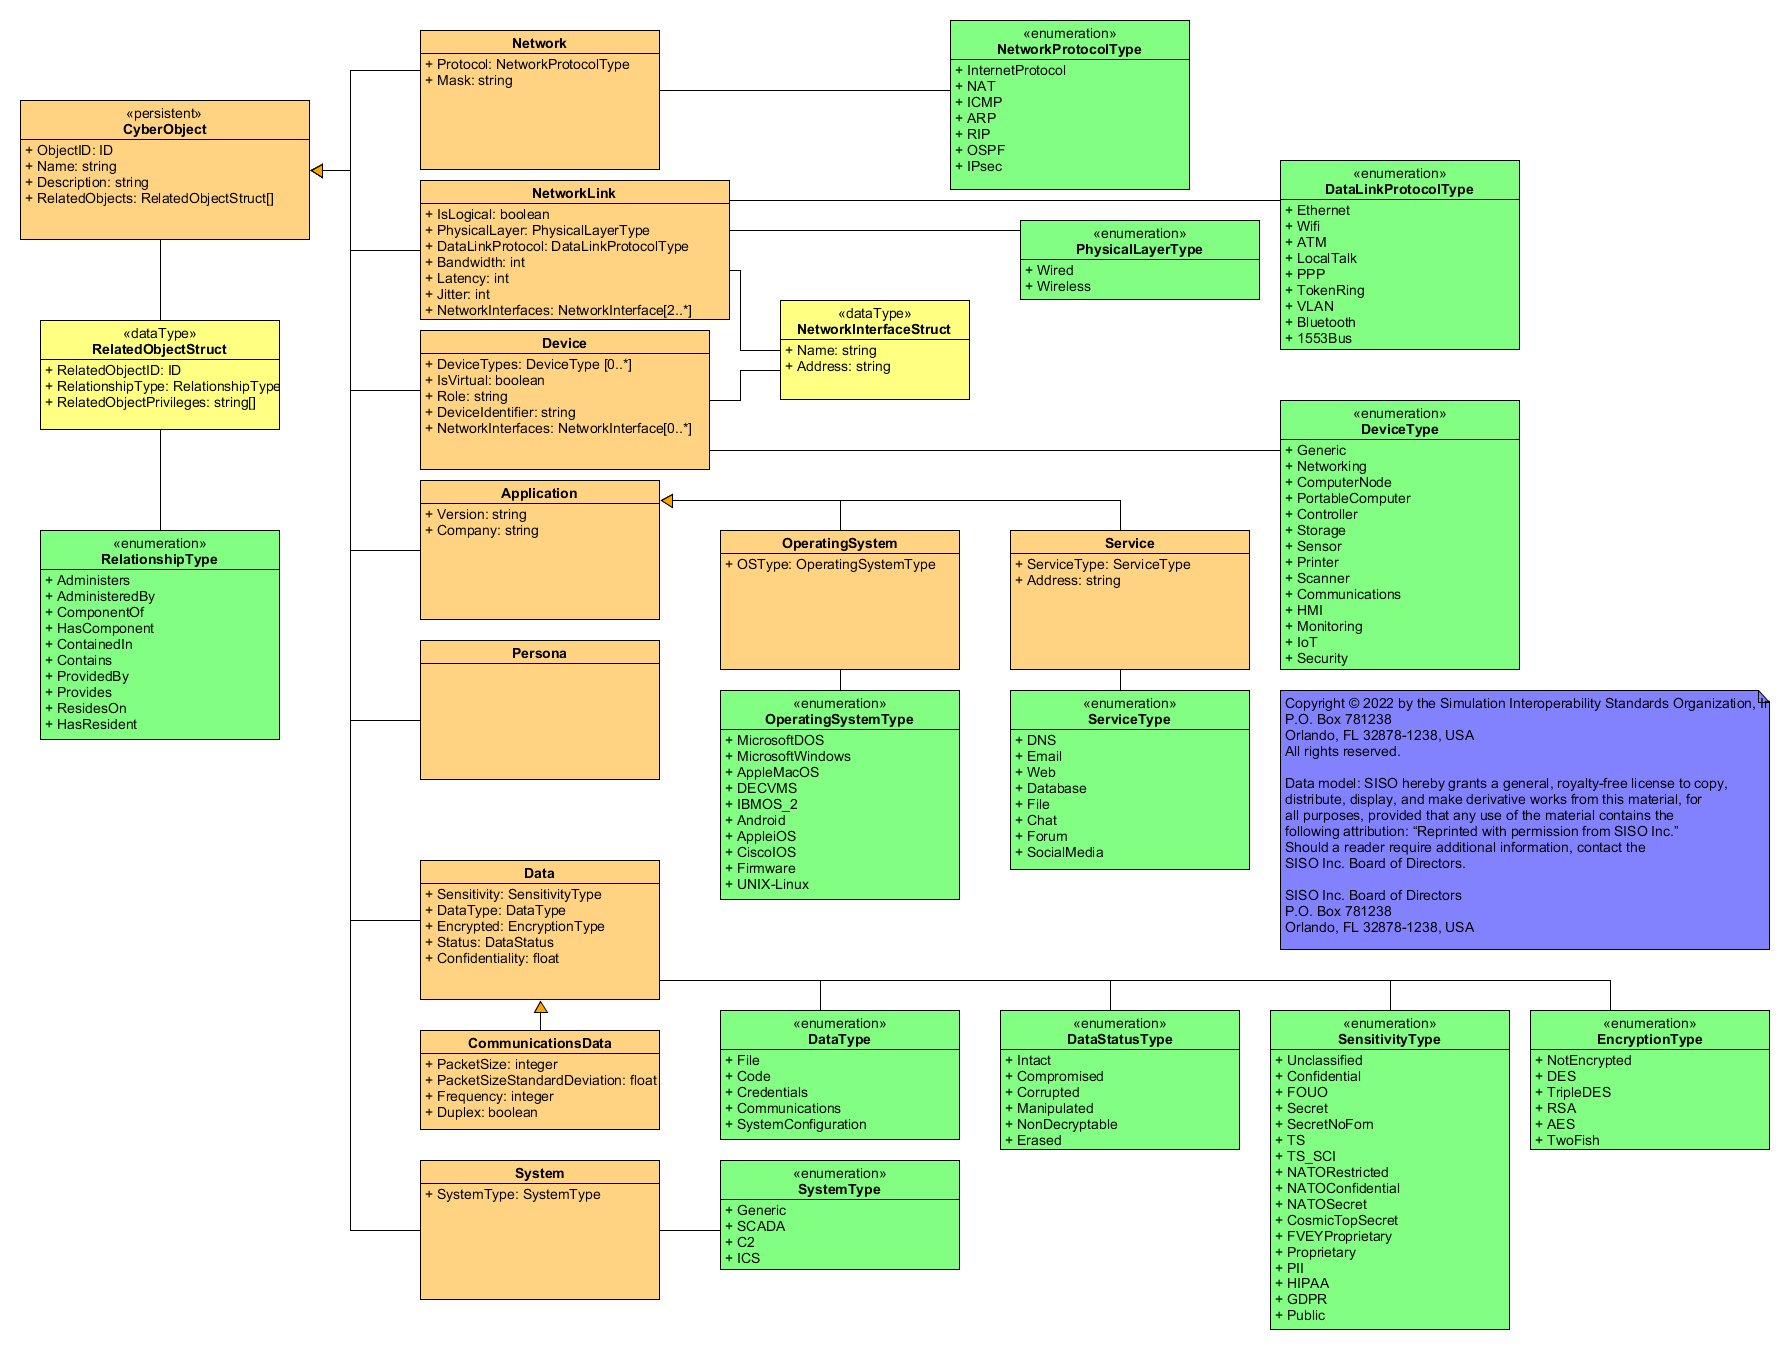 «persistent»
CyberObject
+ ObjectID: ID
+ Name: string
+ Description: string
+ RelatedObjects: RelatedObjectStruct[]
«dataType»
RelatedObjectStruct
+ RelatedObjectID: ID
+ RelationshipType: RelationshipType
+ RelatedObjectPrivileges: string[]
«enumeration»
RelationshipType
+ Administers
+ AdministeredBy
+ ComponentOf
+ HasComponent
+ ContainedIn
+ Contains
+ ProvidedBy
+ Provides
+ ResidesOn
+ HasResident
Network
+ Protocol: NetworkProtocolType
+ Mask: string
«enumeration»
NetworkProtocolType
+ InternetProtocol
+ NAT
+ ICMP
+ ARP
+ RIP
+ OSPF
+ IPsec
NetworkLink
+ IsLogical: boolean
+ PhysicalLayer: PhysicalLayerType
+ DataLinkProtocol: DataLinkProtocolType
+ Bandwidth: int
+ Latency: int
+ Jitter: int
+ NetworkInterfaces: NetworkInterface[2..*]
«enumeration»
PhysicalLayerType
+ Wired
+ Wireless
«enumeration»
DataLinkProtocolType
+ Ethernet
+ Wifi
+ ATM
+ LocalTalk
+ PPP
+ TokenRing
+ VLAN
+ Bluetooth
+ 1553Bus
«dataType»
NetworkInterfaceStruct
+ Name: string
+ Address: string
Device
+ DeviceTypes: DeviceType [0..*]
+ IsVirtual: boolean
+ Role: string
+ DeviceIdentifier: string
+ NetworkInterfaces: NetworkInterface[0..*]
«enumeration»
DeviceType
+ Generic
+ Networking
+ ComputerNode
+ PortableComputer
+ Controller
+ Storage
+ Sensor
+ Printer
+ Scanner
+ Communications
+ HMI
+ Monitoring
+ IoT
+ Security
Application
+ Version: string
+ Company: string
OperatingSystem
+ OSType: OperatingSystemType
Service
+ ServiceType: ServiceType
+ Address: string
Persona
«enumeration»
OperatingSystemType
+ MicrosoftDOS
+ MicrosoftWindows
+ AppleMacOS
+ DECVMS
+ IBMOS_2
+ Android
+ AppleiOS
+ CiscoIOS
+ Firmware
+ UNIX-Linux
«enumeration»
ServiceType
+ DNS
+ Email
+ Web
+ Database
+ File
+ Chat
+ Forum
+ SocialMedia
Copyright © 2022 by the Simulation Interoperability Standards Organization,
P.O. Box 781238
Orlando, FL 32878-1238, USA
All rights reserved.
Data model: SISO hereby grants a general, royalty-free license to copy,
distribute, display, and make derivative works from this material, for
all purposes, provided that any use of the material contains the
following attribution: “Reprinted with permission from SISO Inc.”
Should a reader require additional information, contact the
SISO Inc. Board of Directors.
SISO Inc. Board of Directors
P.O. Box 781238
Orlando, FL 32878-1238, USA
Data
+ Sensitivity: SensitivityType
+ DataType: DataType
+ Encrypted: EncryptionType
+ Status: DataStatus
+ Confidentiality: float
CommunicationsData
+ PacketSize: integer
+ PacketSizeStandardDeviation: float
+ Frequency: integer
+ Duplex: boolean
«enumeration»
DataType
+ File
+ Code
+ Credentials
+ Communications
+ SystemConfiguration
«enumeration»
DataStatusType
+ Intact
+ Compromised
+ Corrupted
+ Manipulated
+ NonDecryptable
+ Erased
«enumeration»
SensitivityType
+ Unclassified
+ Confidential
+ FOUO
+ Secret
+ SecretNoForn
+ TS
+ TS_SCI
+ NATORestricted
+ NATOConfidential
+ NATOSecret
+ CosmicTopSecret
+ FVEYProprietary
+ Proprietary
+ PII
+ HIPAA
+ GDPR
+ Public
«enumeration»
EncryptionType
+ NotEncrypted
+ DES
+ TripleDES
+ RSA
+ AES
+ TwoFish
System
+ SystemType: SystemType
«enumeration»
SystemType
+ Generic
+ SCADA
+ C2
+ ICS